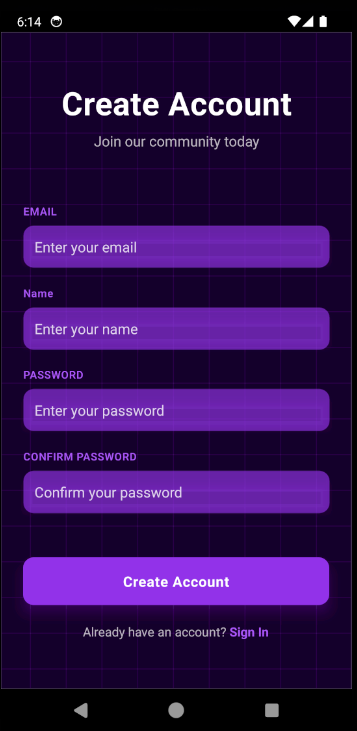 6:14
Create Account
Join our community today
EMAIL
Enter your email
Name
Enter your name
PASSWORD
Enter your password
CONFIRM PASSWORD
Confirm your password
Create Account
Already have an account? Sign In